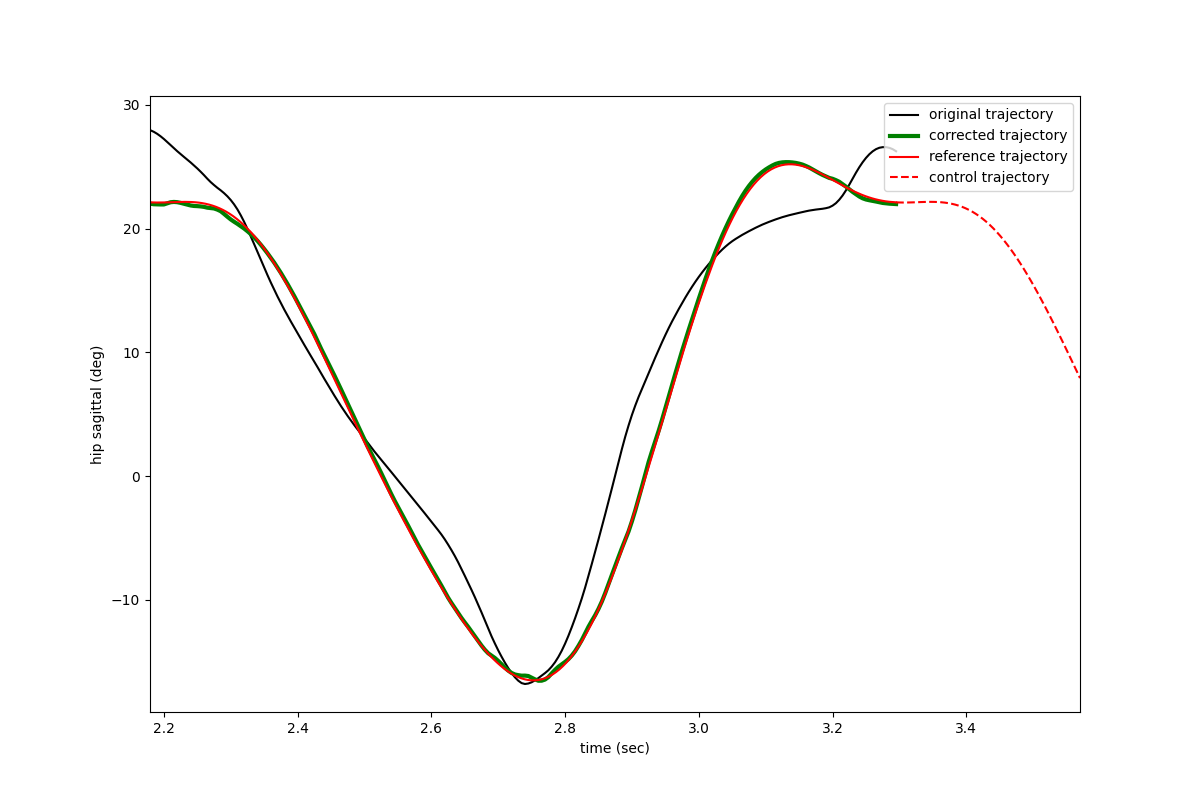 30
20
10
0
−10
hip sagittal (deg)
original trajectory
corrected trajectory
reference trajectory
control trajectory
2.2 2.4 2.6 2.8 3.0 3.2 3.4
time (sec)